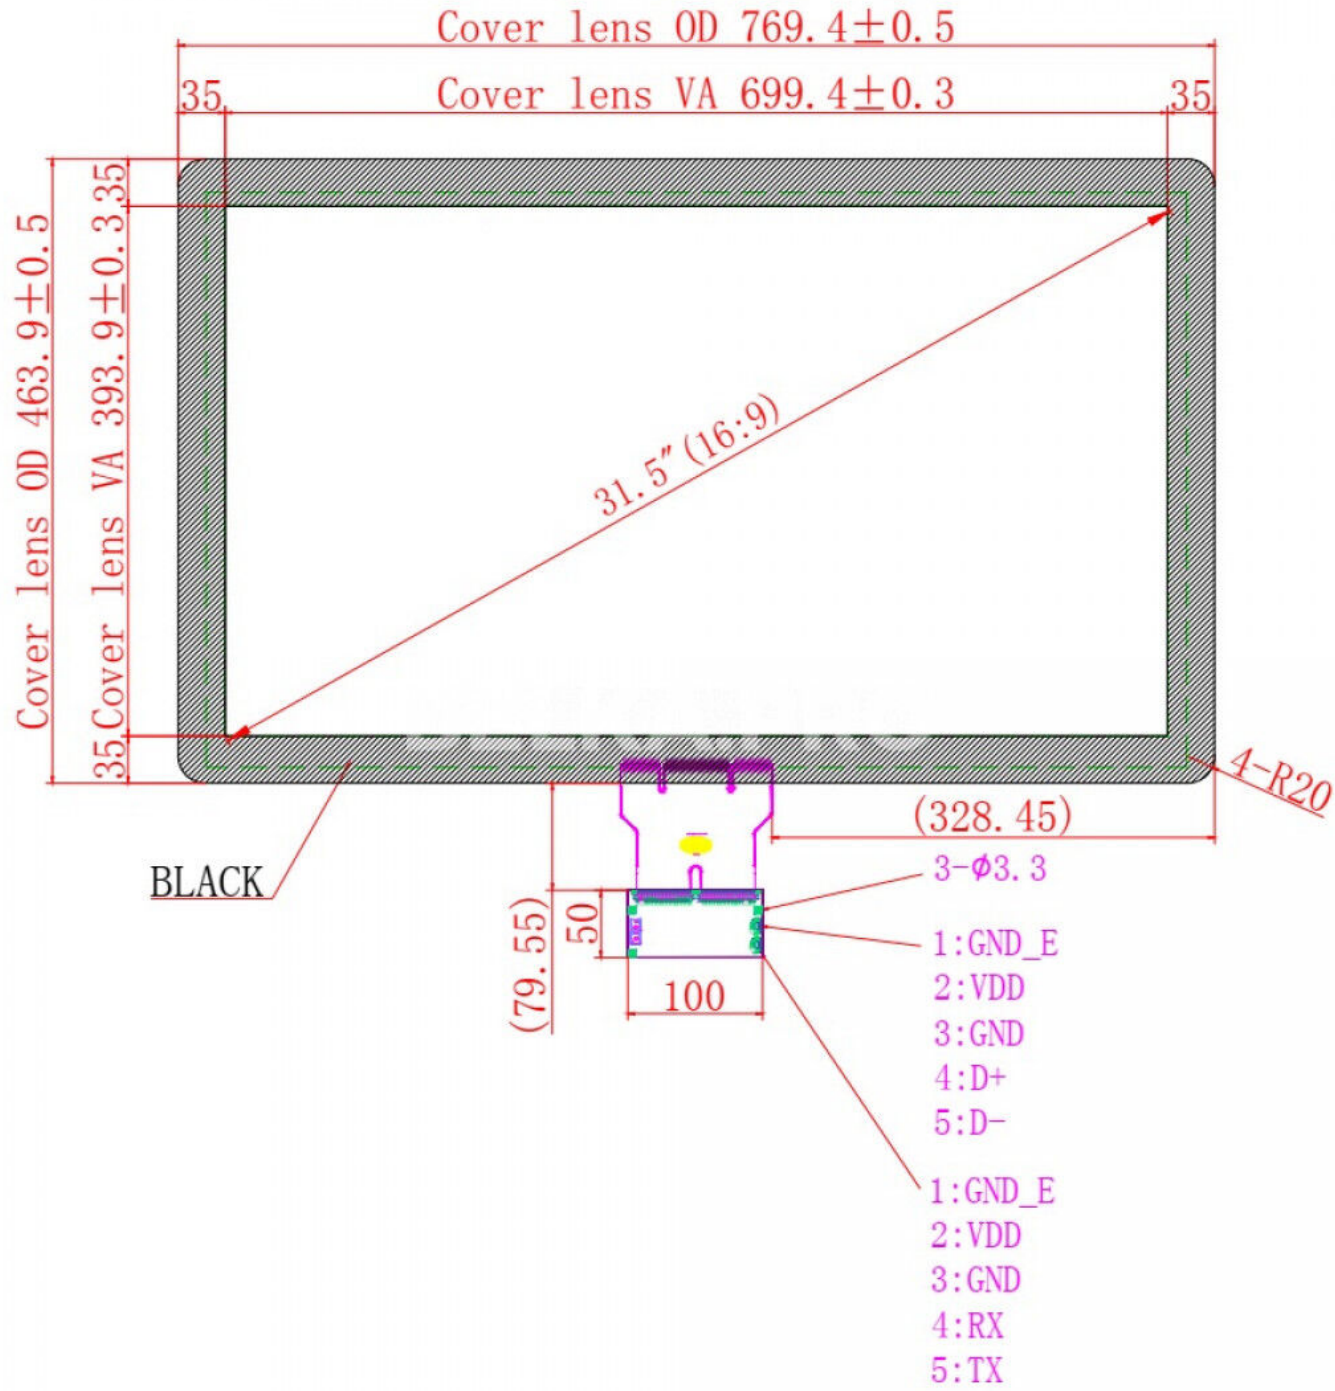 Cover lens OD 769.4±0.5
35
Cover lens VA 699.4±0.3
35
Cover lens OD 463.9±0.5
35
Cover lens VA 393.9±0.3
35
31.5″(16:9)
4-R20
(328.45)
BLACK
(79.55)
50
100
3-ϕ3.3
1:GND_E
2:VDD
3:GND
4:D+
5:D-
1:GND_E
2:VDD
3:GND
4:RX
5:TX